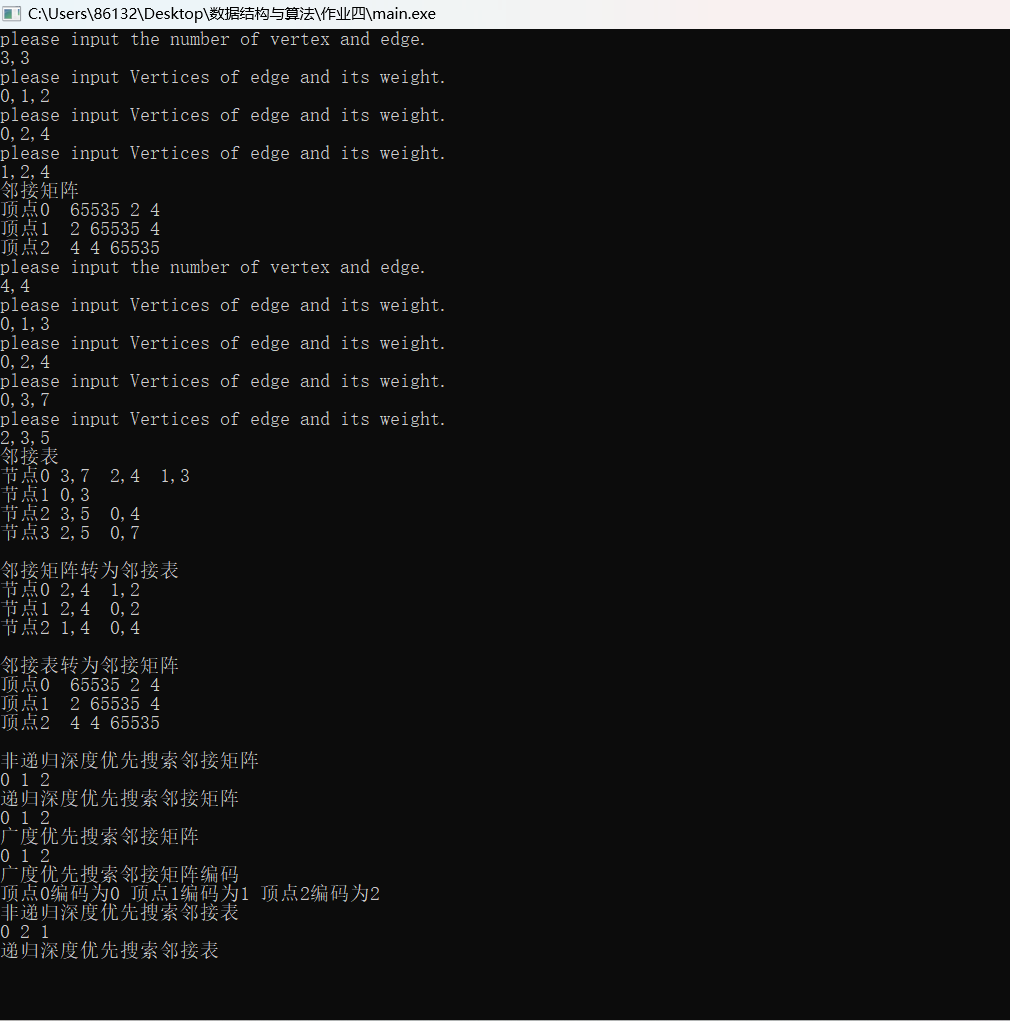 C:\Users\86132\Desktop\数据结构与算法\作业四\main.exe
please input the number of vertex and edge.
3,3
please input Vertices of edge and its weight.
0,1,2
please input Vertices of edge and its weight.
0,2,4
please input Vertices of edge and its weight.
1,2,4
邻接矩阵
顶点0  65535 2 4
顶点1  2 65535 4
顶点2  4 4 65535
please input the number of vertex and edge.
4,4
please input Vertices of edge and its weight.
0,1,3
please input Vertices of edge and its weight.
0,2,4
please input Vertices of edge and its weight.
0,3,7
please input Vertices of edge and its weight.
2,3,5
邻接表
节点0 3,7  2,4  1,3
节点1 0,3
节点2 3,5  0,4
节点3 2,5  0,7
邻接矩阵转为邻接表
节点0 2,4  1,2
节点1 2,4  0,2
节点2 1,4  0,4
邻接表转为邻接矩阵
顶点0  65535 2 4
顶点1  2 65535 4
顶点2  4 4 65535
非递归深度优先搜索邻接矩阵
0 1 2
递归深度优先搜索邻接矩阵
0 1 2
广度优先搜索邻接矩阵
0 1 2
广度优先搜索邻接矩阵编码
顶点0编码为0 顶点1编码为1 顶点2编码为2
非递归深度优先搜索邻接表
0 2 1
递归深度优先搜索邻接表